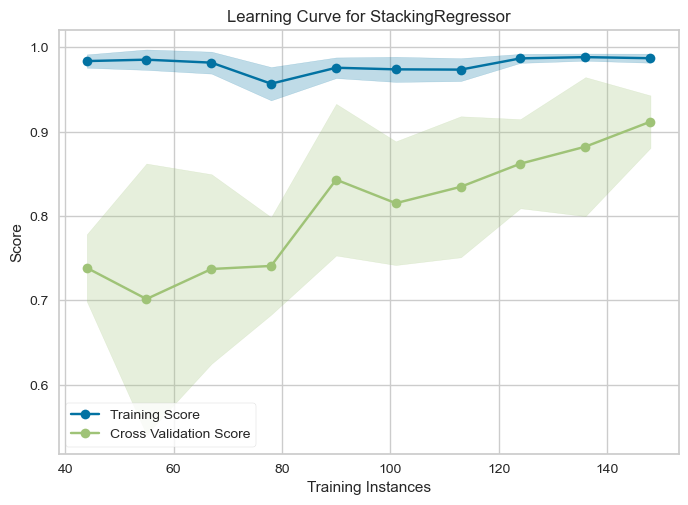 Learning Curve for StackingRegressor
1.0
0.9
0.8
0.7
0.6
Score
Training Score
Cross Validation Score
40 60 80 100 120 140
Training Instances